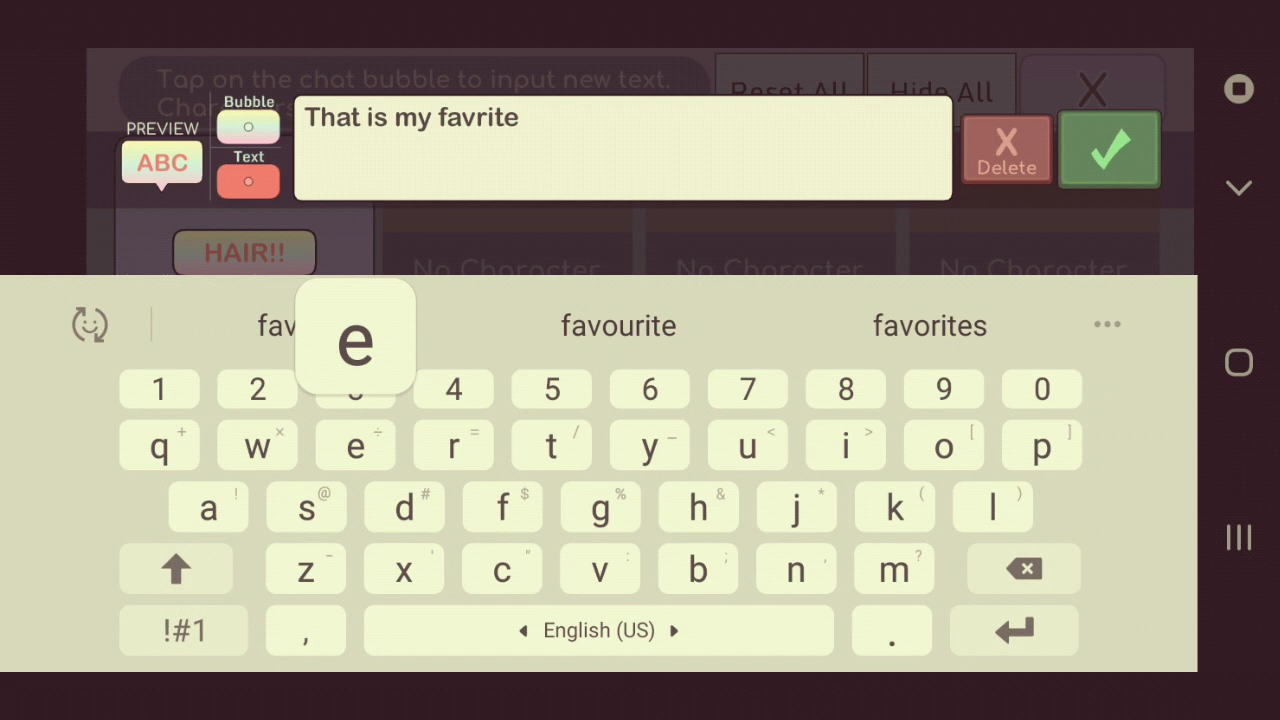 Tap on the chat bubble to input new text.
Reset All
Hide All
X
Bubble
PREVIEW
ABC
Text
That is my favrite
X
Delete
HAIR!!
No Character
No Character
No Character
e
favourite
favorites
1 2 4 5 6 7 8 9 0
q + w × e ÷ r = t / y _ u < i > o [ p ]
a ! s @ d # f $ g % h & j * k ( l )
z - x ' c " v : b ; n , m ?
!#1 , English (US) .